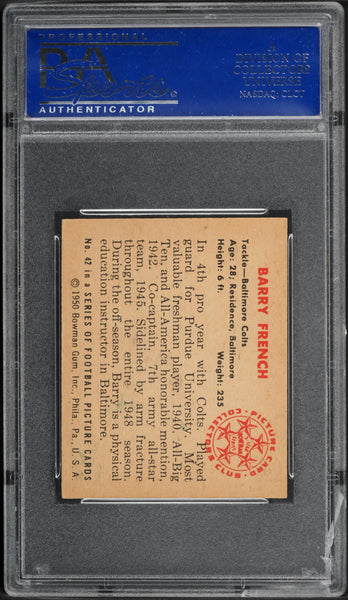 PROFESSIONAL
PSA
Sports
AUTHENTICATOR
A
DIVISION OF
COLLECTORS
UNIVERSE
NASDAQ: CLCT
BARRY FRENCH
Tackle—Baltimore Colts
Age: 28; Residence, Baltimore
Height: 6 ft. Weight: 235
PICTURE CARD
COLLECTORS CLUB
In 4th pro year with Colts. Played
guard for Purdue University. Most
valuable freshman player, 1940. All-Big
Ten, and All-America honorable mention,
1942. Co-captain, 7th army all-star
team, 1945. Sideline by arm fracture
throughout the entire 1948 season.
During the off-season, Barry is a physical
education instructor in Baltimore.
No. 42 in a SERIES OF FOOTBALL PICTURE CARDS
© 1950 Bowman Gum, Inc., Phila., Pa., U. S. A.